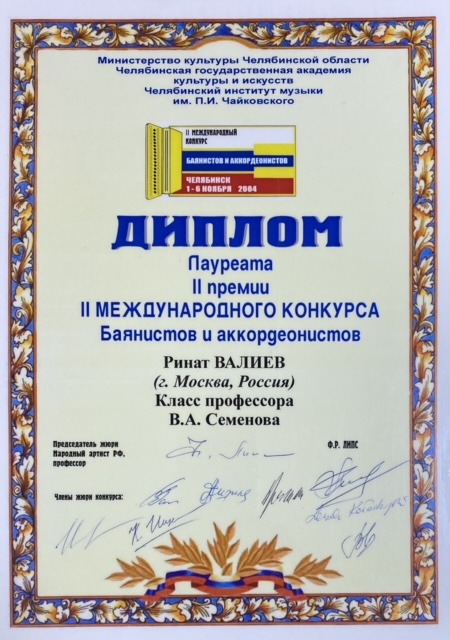 Министерство культуры Челябинской области
Челябинская государственная академия
культуры и искусств
Челябинский институт музыки
им. П.И. Чайковского
II МЕЖДУНАРОДНЫЙ
КОНКУРС
БАЯНИСТОВ И АККОРДЕОНИСТОВ
ЧЕЛЯБИНСК
1 - 6 НОЯБРЯ 2004
ДИПЛОМ
Лауреата
II премии
II МЕЖДУНАРОДНОГО КОНКУРСА
Баянистов и аккордеонистов
Ринат ВАЛИЕВ
(г. Москва, Россия)
Класс профессора
В.А. Семенова
Председатель жюри
Народный артист РФ,
профессор
Ф.Р. ЛИПС
Члены жюри конкурса: